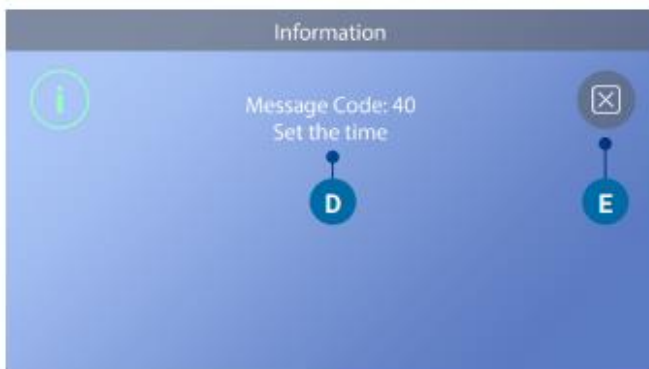 Information
i
Message Code: 40
Set the time
D
E